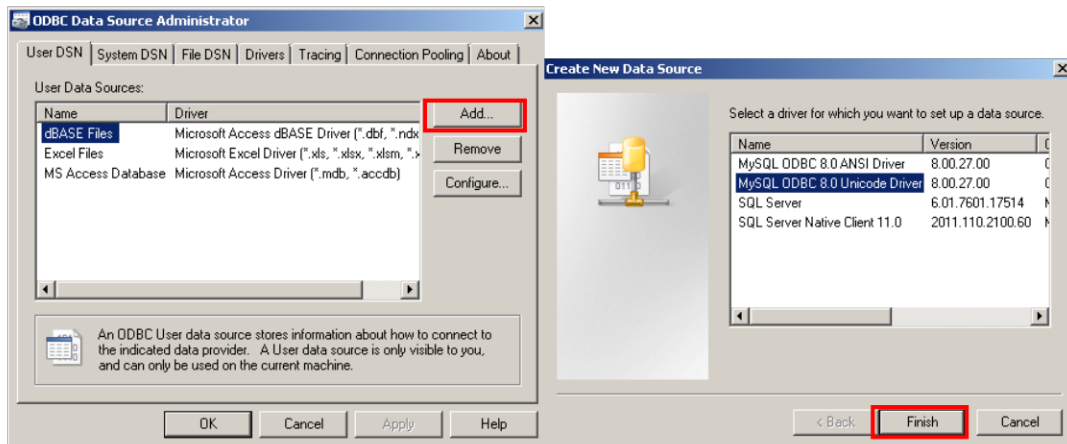 ODBC Data Source Administrator
User DSN System DSN File DSN Drivers Tracing Connection Pooling About
User Data Sources:
Name Driver
dBASE Files Microsoft Access dBASE Driver (*.dbf, *.ndx
Excel Files Microsoft Excel Driver (*.xls, *.xlsx, *.xlsm, *.x
MS Access Database Microsoft Access Driver (*.mdb, *.accdb)
Add...
Remove
Configure...
An ODBC User data source stores information about how to connect to
the indicated data provider. A User data source is only visible to you,
and can only be used on the current machine.
OK Cancel Apply Help
Create New Data Source
Select a driver for which you want to set up a data source.
Name Version
MySQL ODBC 8.0 ANSI Driver 8.00.27.00
MySQL ODBC 8.0 Unicode Driver 8.00.27.00
SQL Server 6.01.7601.17514
SQL Server Native Client 11.0 2011.110.2100.60
< Back Finish Cancel